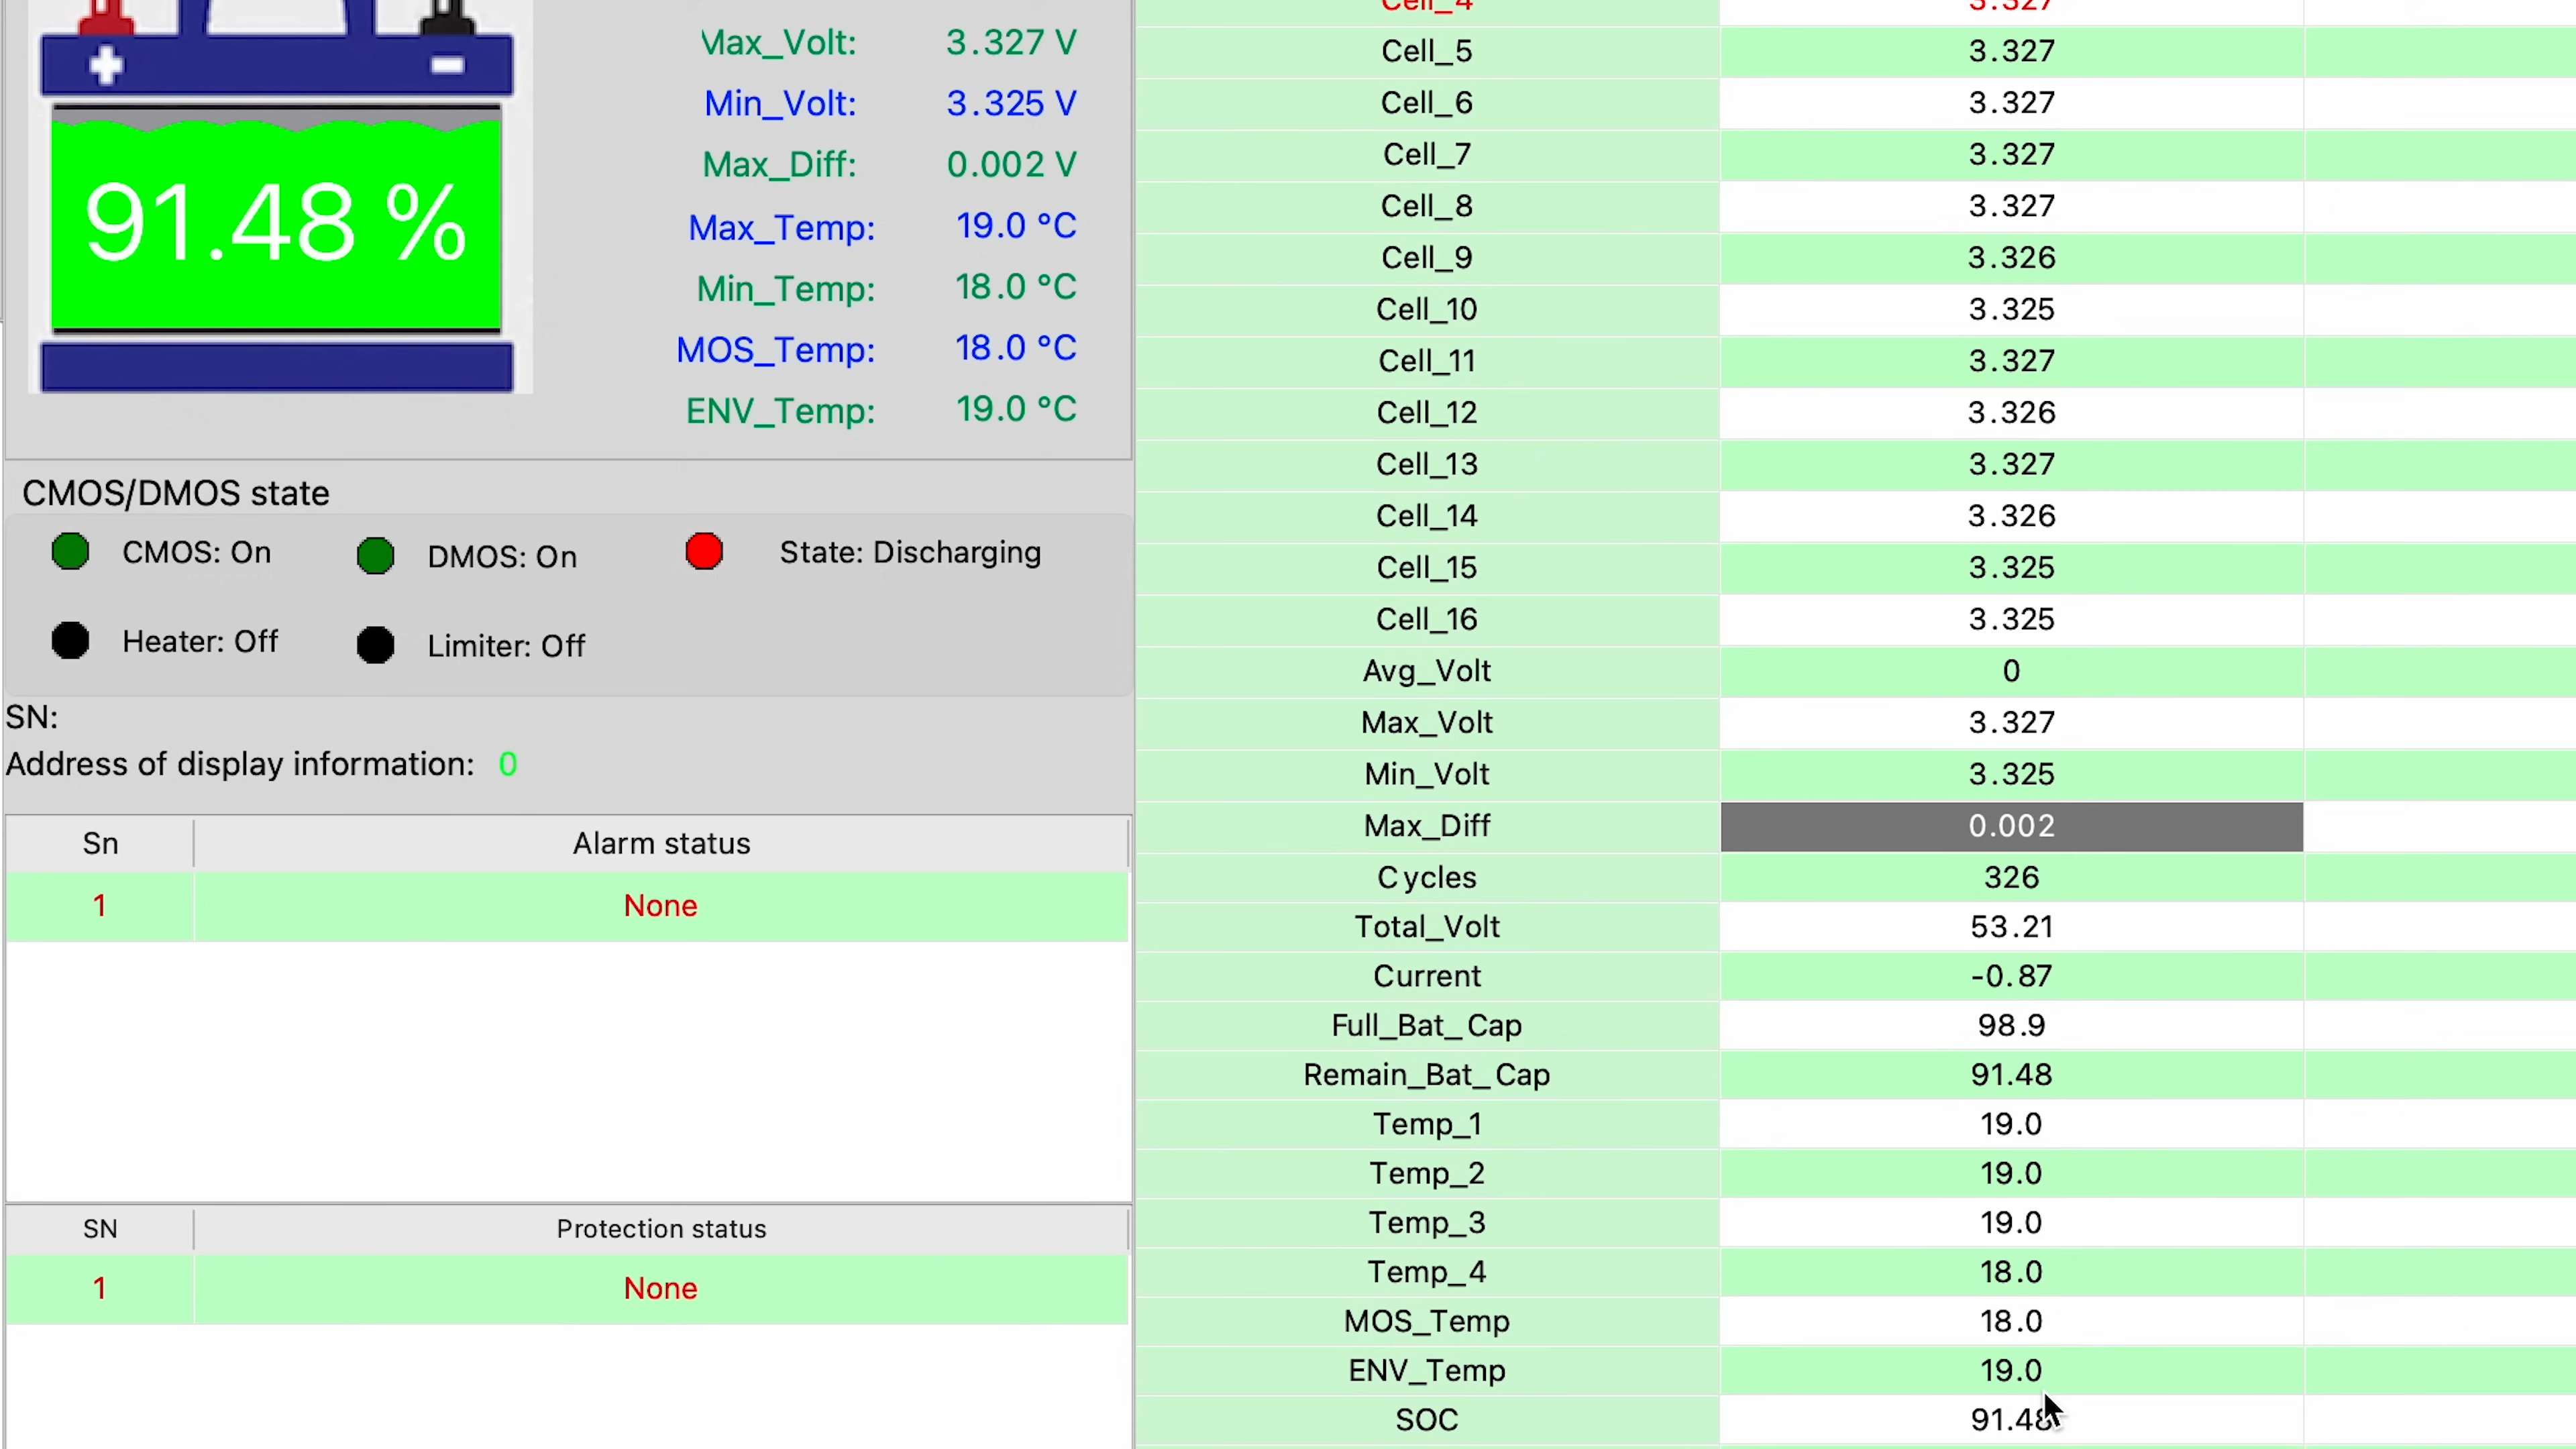 + -
91.48 %
Max_Volt: 3.327 V
Min_Volt: 3.325 V
Max_Diff: 0.002 V
Max_Temp: 19.0 °C
Min_Temp: 18.0 °C
MOS_Temp: 18.0 °C
ENV_Temp: 19.0 °C
CMOS/DMOS state
CMOS: On DMOS: On State: Discharging
Heater: Off Limiter: Off
SN:
Address of display information: 0
Sn Alarm status
1 None
SN Protection status
1 None
Cell_4 3.327
Cell_5 3.327
Cell_6 3.327
Cell_7 3.327
Cell_8 3.327
Cell_9 3.326
Cell_10 3.325
Cell_11 3.327
Cell_12 3.326
Cell_13 3.327
Cell_14 3.326
Cell_15 3.325
Cell_16 3.325
Avg_Volt 0
Max_Volt 3.327
Min_Volt 3.325
Max_Diff 0.002
Cycles 326
Total_Volt 53.21
Current -0.87
Full_Bat_Cap 98.9
Remain_Bat_Cap 91.48
Temp_1 19.0
Temp_2 19.0
Temp_3 19.0
Temp_4 18.0
MOS_Temp 18.0
ENV_Temp 19.0
SOC 91.48